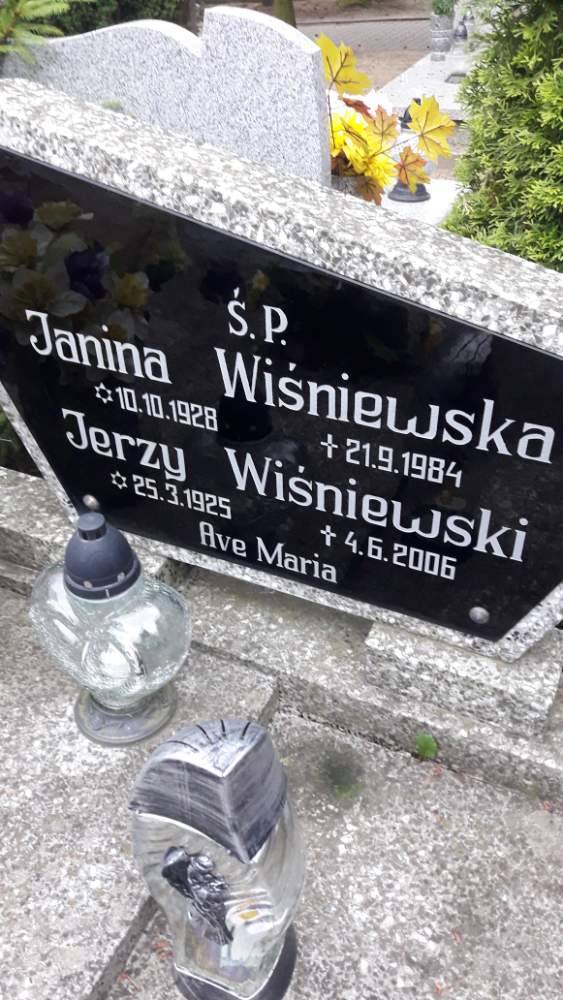 Ś.P.
Janina Wiśniewska
✡10.10.1928 ✝21.9.1984
Jerzy Wiśniewski
✡25.3.1925 ✝4.6.2006
Ave Maria